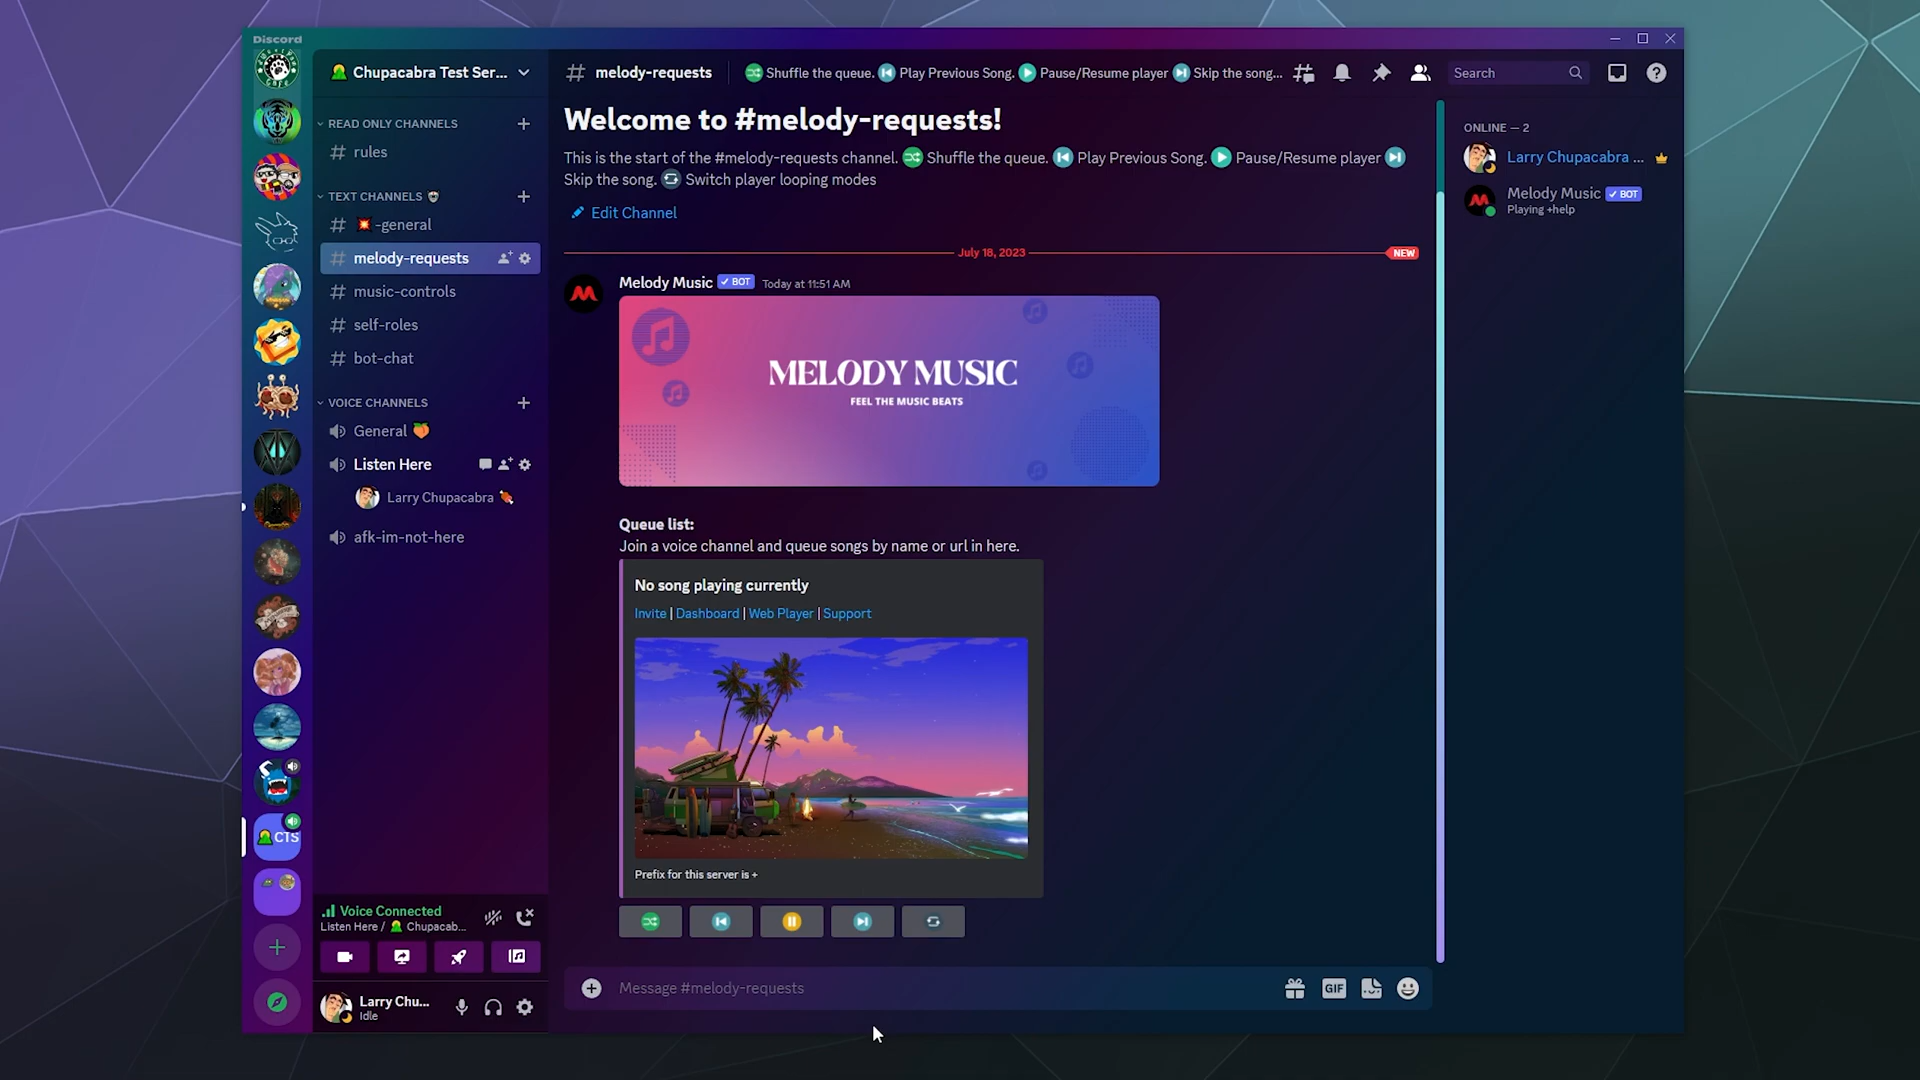 Discord
Chupacabra Test Ser...
READ ONLY CHANNELS
rules
TEXT CHANNELS
-general
melody-requests
music-controls
self-roles
bot-chat
VOICE CHANNELS
General
Listen Here
Larry Chupacabra
afk-im-not-here
CTS
Voice Connected
Listen Here / Chupacab...
Larry Chu...
Idle
melody-requests
Shuffle the queue. Play Previous Song. Pause/Resume player Skip the song...
Search
Welcome to #melody-requests!
This is the start of the #melody-requests channel. Shuffle the queue. Play Previous Song. Pause/Resume player
Skip the song. Switch player looping modes
Edit Channel
July 18, 2023
NEW
Melody Music ✓ BOT Today at 11:51 AM
MELODY MUSIC
FEEL THE MUSIC BEATS
Queue list:
Join a voice channel and queue songs by name or url in here.
No song playing currently
Invite | Dashboard | Web Player | Support
Prefix for this server is +
Message #melody-requests
GIF
ONLINE — 2
Larry Chupacabra ...
Melody Music ✓ BOT
Playing +help